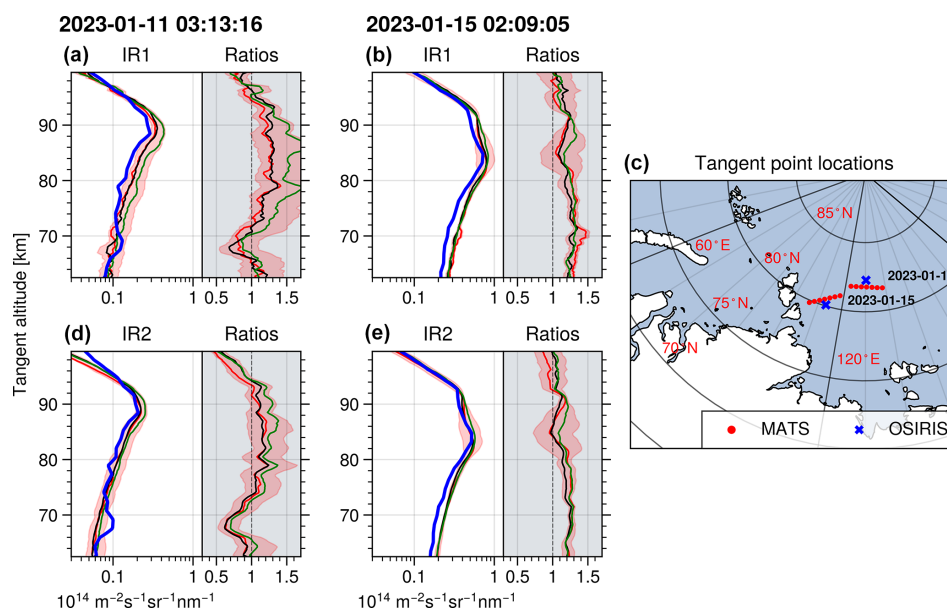 2023-01-11 03:13:16
2023-01-15 02:09:05
(a) IR1 Ratios
(b) IR1 Ratios
90
80
70
0.1 1 0.5 1 1.5
90
80
70
0.1 1 0.5 1 1.5
Tangent altitude [km]
(c) Tangent point locations
85°N
60°E
80°N
2023-01-1
75°N
2023-01-15
70°N
120°E
MATS OSIRIS
(d) IR2 Ratios
(e) IR2 Ratios
90
80
70
0.1 1 0.5 1 1.5
90
80
70
0.1 1 0.5 1 1.5
10¹⁴ m⁻²s⁻¹sr⁻¹nm⁻¹
10¹⁴ m⁻²s⁻¹sr⁻¹nm⁻¹